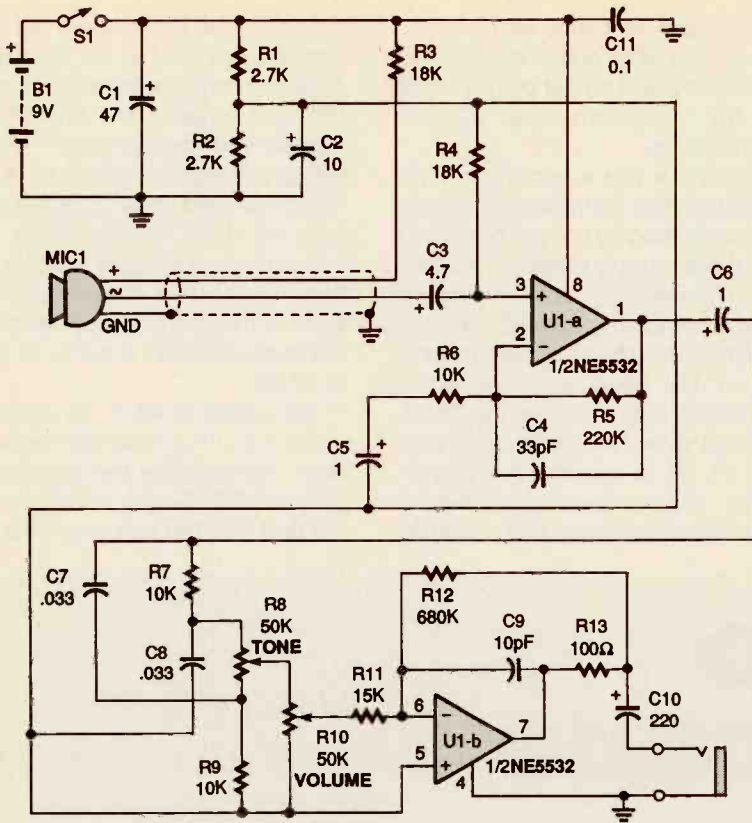 S1
+
B1
9V
C1
47
+
R1
2.7K
R2
2.7K
+
C2
10
R3
18K
R4
18K
C11
0.1
MIC1
+
~
GND
C3
4.7
+
3
+
8
U1-a
1
2
−
1/2NE5532
C6
1
+
R6
10K
R5
220K
C4
33pF
C5
1
+
C7
.033
R7
10K
C8
.033
R8
50K
TONE
R9
10K
R10
50K
VOLUME
R11
15K
R12
680K
C9
10pF
6
−
U1-b
7
5
+
4
1/2NE5532
R13
100Ω
+
C10
220